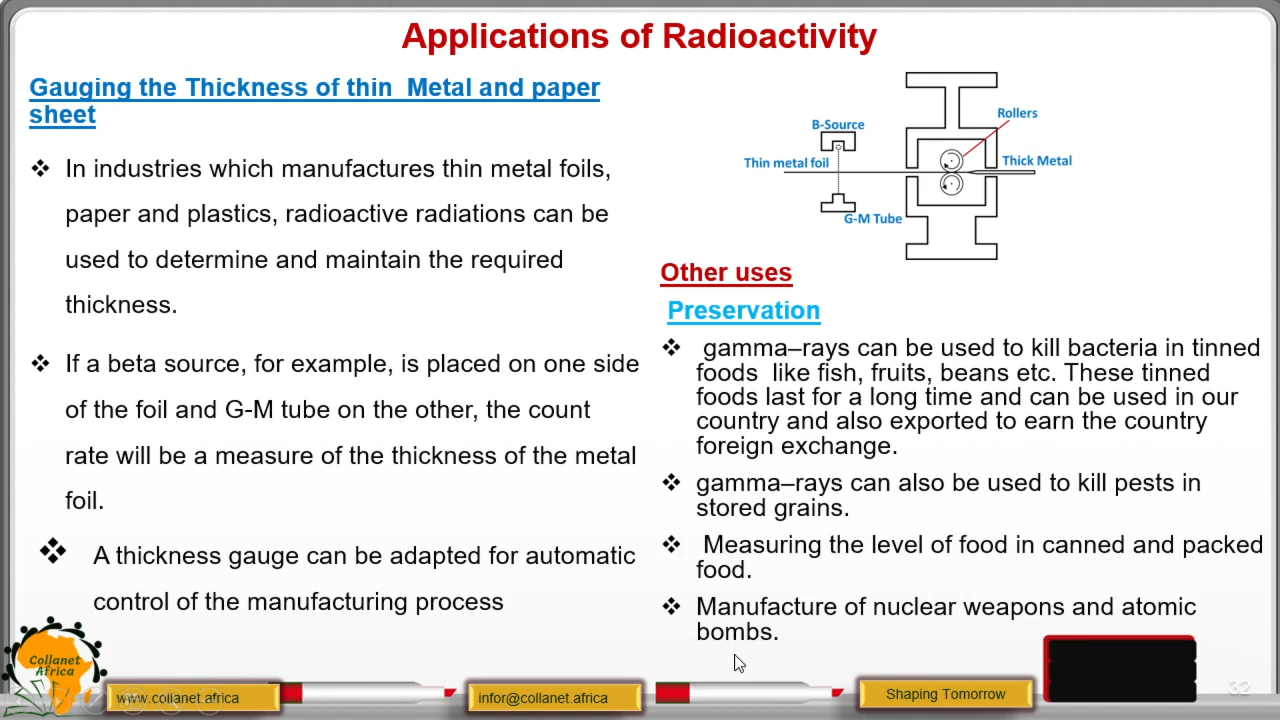 Applications of Radioactivity
Gauging the Thickness of thin Metal and paper
sheet
❖ In industries which manufactures thin metal foils,
paper and plastics, radioactive radiations can be
used to determine and maintain the required
thickness.
❖ If a beta source, for example, is placed on one side
of the foil and G-M tube on the other, the count
rate will be a measure of the thickness of the metal
foil.
❖ A thickness gauge can be adapted for automatic
control of the manufacturing process
B-Source
Rollers
Thin metal foil
Thick Metal
G-M Tube
Other uses
Preservation
❖ gamma–rays can be used to kill bacteria in tinned
foods like fish, fruits, beans etc. These tinned
foods last for a long time and can be used in our
country and also exported to earn the country
foreign exchange.
❖ gamma–rays can also be used to kill pests in
stored grains.
❖ Measuring the level of food in canned and packed
food.
❖ Manufacture of nuclear weapons and atomic
bombs.
Collanet
Africa
www.collanet.africa
infor@collanet.africa
Shaping Tomorrow
32